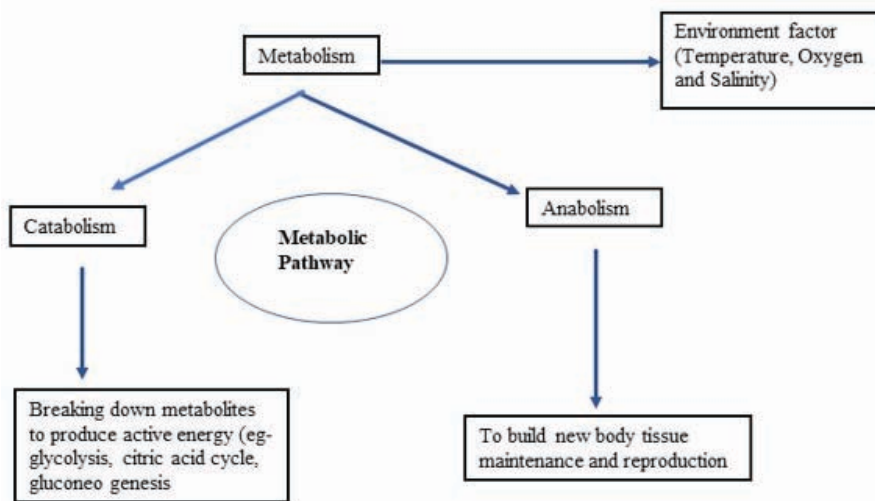 Metabolism
Environment factor
(Temperature, Oxygen
and Salinity)
Catabolism
Metabolic
Pathway
Anabolism
Breaking down metabolites
to produce active energy (eg-
glycolysis, citric acid cycle,
gluconeo genesis
To build new body tissue
maintenance and reproduction